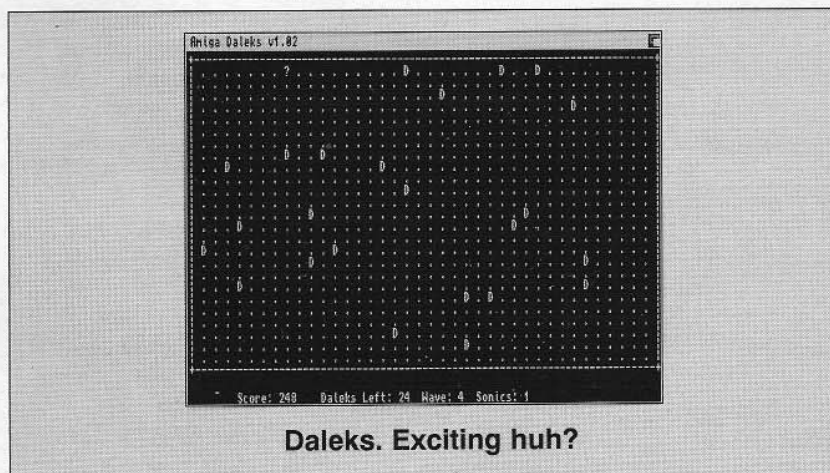 Amiga Daleks v1.02
? D D D
D
D
D D
D D
D
D D
D D
D D
D D
D D
D D
D
D
Score: 248 Daleks Left: 24 Wave: 4 Sonics: 1
Daleks. Exciting huh?